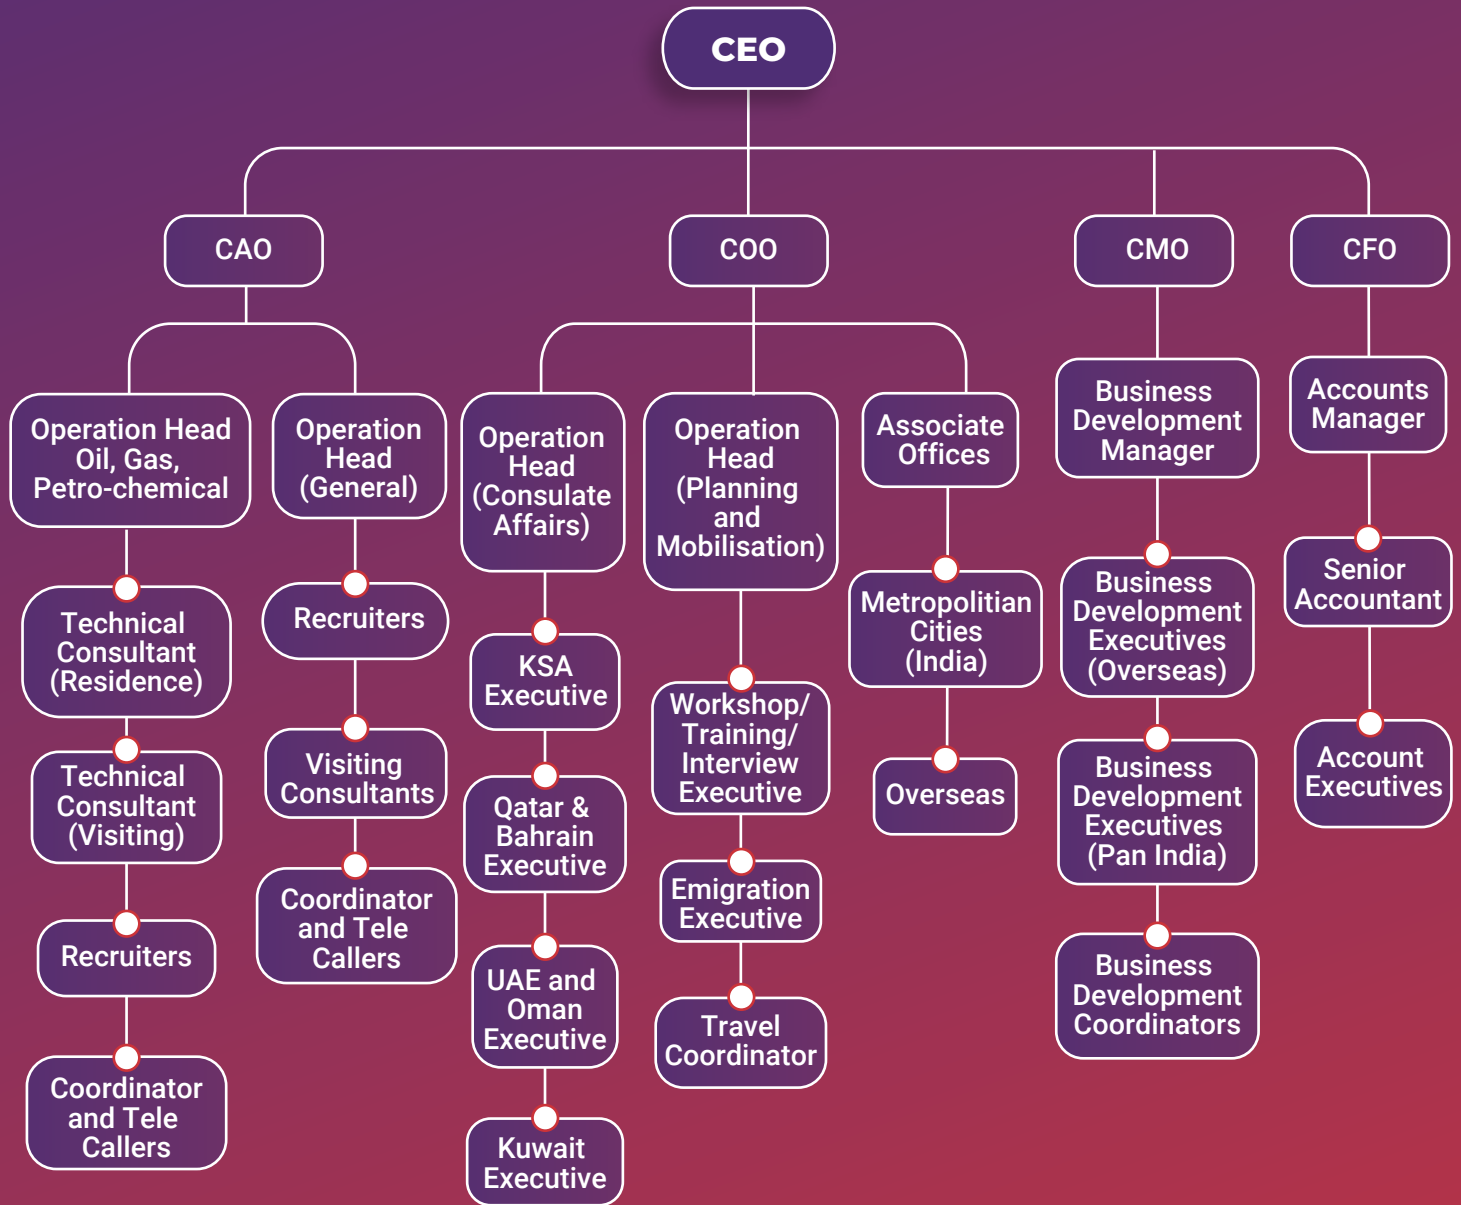 CEO
CAO
COO
CMO
CFO
Operation Head
Oil, Gas,
Petro-chemical
Technical
Consultant
(Residence)
Technical
Consultant
(Visiting)
Recruiters
Coordinator
and Tele
Callers
Operation
Head
(General)
Recruiters
Visiting
Consultants
Coordinator
and Tele
Callers
Operation
Head
(Consulate
Affairs)
KSA
Executive
Qatar &
Bahrain
Executive
UAE and
Oman
Executive
Kuwait
Executive
Operation
Head
(Planning
and
Mobilisation)
Workshop/
Training/
Interview
Executive
Emigration
Executive
Travel
Coordinator
Associate
Offices
Metropolitian
Cities
(India)
Overseas
Business
Development
Manager
Business
Development
Executives
(Overseas)
Business
Development
Executives
(Pan India)
Business
Development
Coordinators
Accounts
Manager
Senior
Accountant
Account
Executives